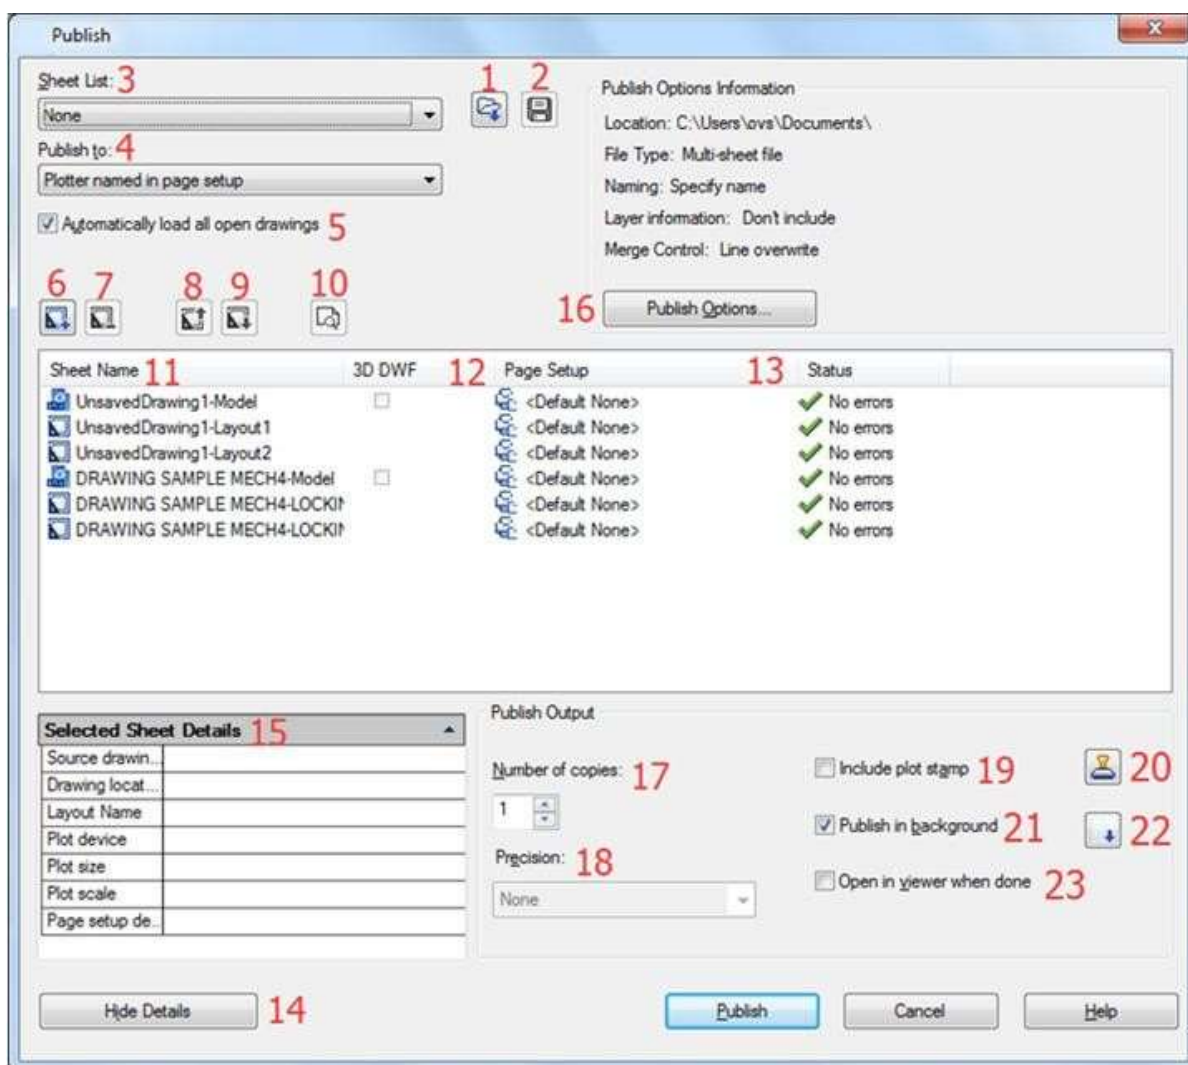 Publish
Sheet List: 3
1 2
None
Publish to: 4
Plotter named in page setup
Automatically load all open drawings 5
Publish Options Information
Location: C:\Users\ovs\Documents\
File Type: Multi-sheet file
Naming: Specify name
Layer information: Don't include
Merge Control: Line overwrite
6 7 8 9 10
16 Publish Options...
Sheet Name 11 3D DWF 12 Page Setup 13 Status
UnsavedDrawing1-Model <Default None> No errors
UnsavedDrawing1-Layout1 <Default None> No errors
UnsavedDrawing1-Layout2 <Default None> No errors
DRAWING SAMPLE MECH4-Model <Default None> No errors
DRAWING SAMPLE MECH4-LOCKIN <Default None> No errors
DRAWING SAMPLE MECH4-LOCKIN <Default None> No errors
Selected Sheet Details 15
Source drawin...
Drawing locat...
Layout Name
Plot device
Plot size
Plot scale
Page setup de...
Publish Output
Number of copies: 17
1
Precision: 18
None
Include plot stamp 19 20
Publish in background 21 22
Open in viewer when done 23
Hide Details 14
Publish Cancel Help